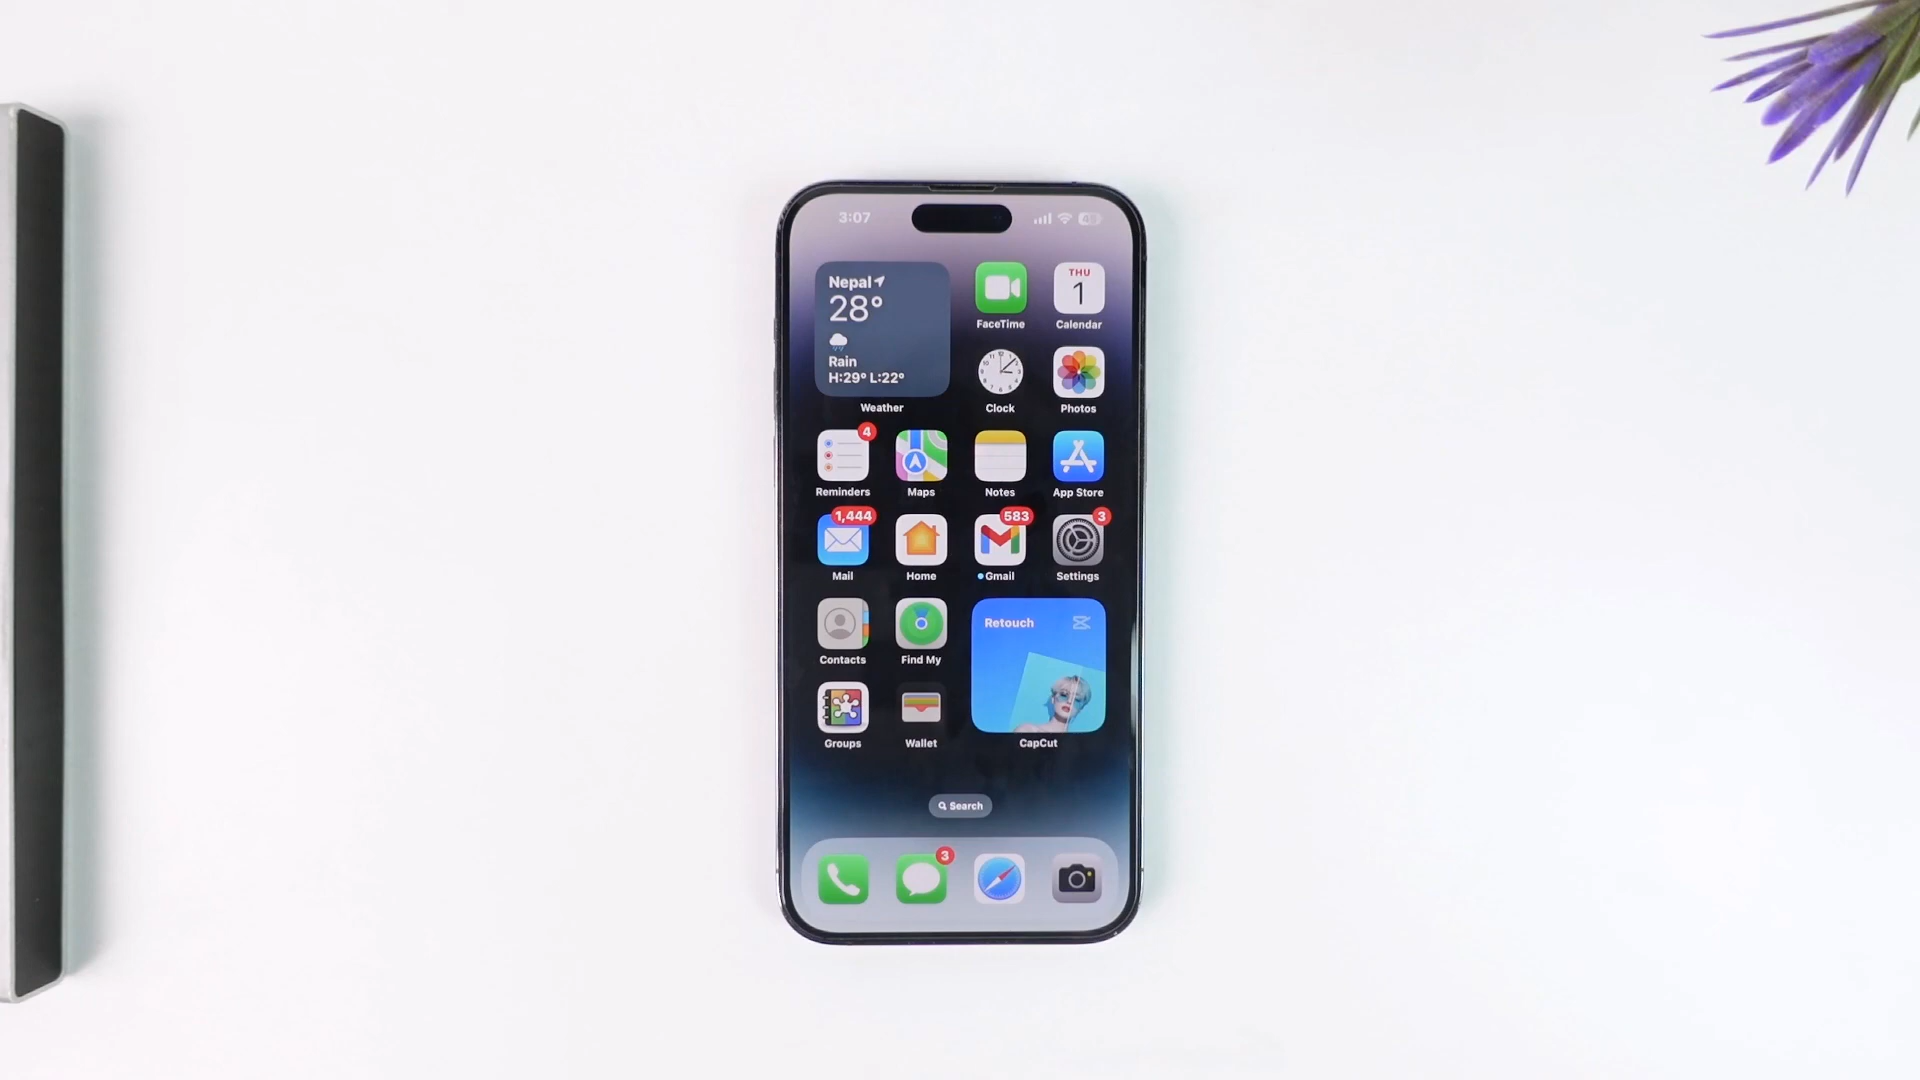 3:07
Nepal
28°
Rain
H:29° L:22°
Weather
FaceTime
THU
1
Calendar
Clock
Photos
4
Reminders
Maps
Notes
App Store
1,444
Mail
Home
583
Gmail
3
Settings
Contacts
Find My
Retouch
Groups
Wallet
CapCut
Search
3